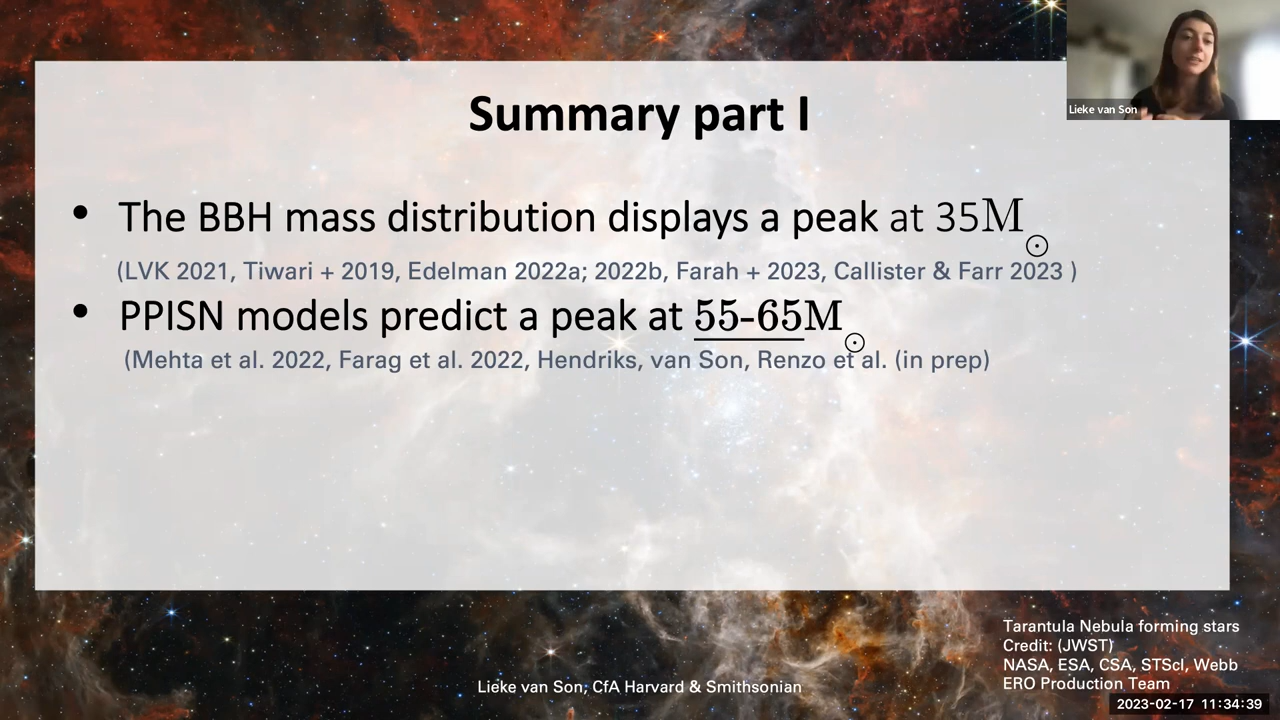 Summary part I
Lieke van Son
• The BBH mass distribution displays a peak at 35M☉
(LVK 2021, Tiwari + 2019, Edelman 2022a; 2022b, Farah + 2023, Callister & Farr 2023 )
• PPISN models predict a peak at 55-65M☉
(Mehta et al. 2022, Farag et al. 2022, Hendriks, van Son, Renzo et al. (in prep)
Tarantula Nebula forming stars
Credit: (JWST)
NASA, ESA, CSA, STScI, Webb
ERO Production Team
Lieke van Son, CfA Harvard & Smithsonian
2023-02-17 11:34:39